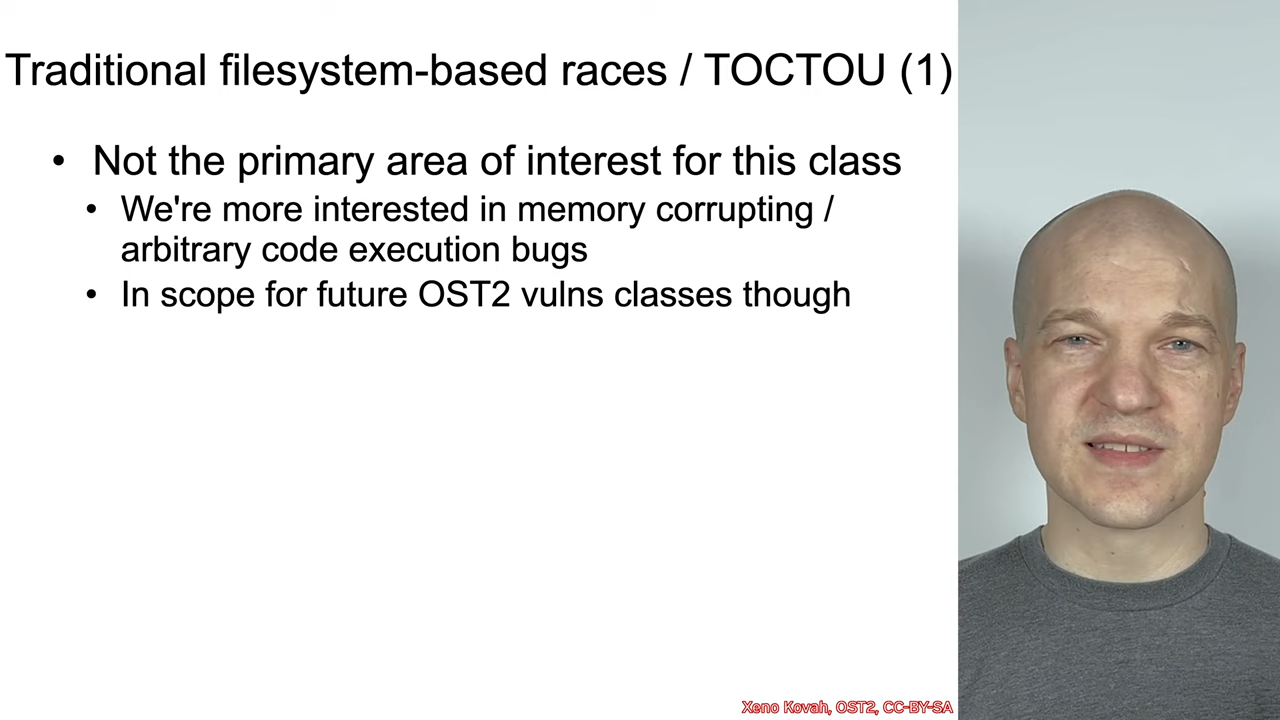 Traditional filesystem-based races / TOCTOU (1)
• Not the primary area of interest for this class
• We're more interested in memory corrupting /
arbitrary code execution bugs
• In scope for future OST2 vulns classes though
Xeno Kovah, OST2, CC-BY-SA